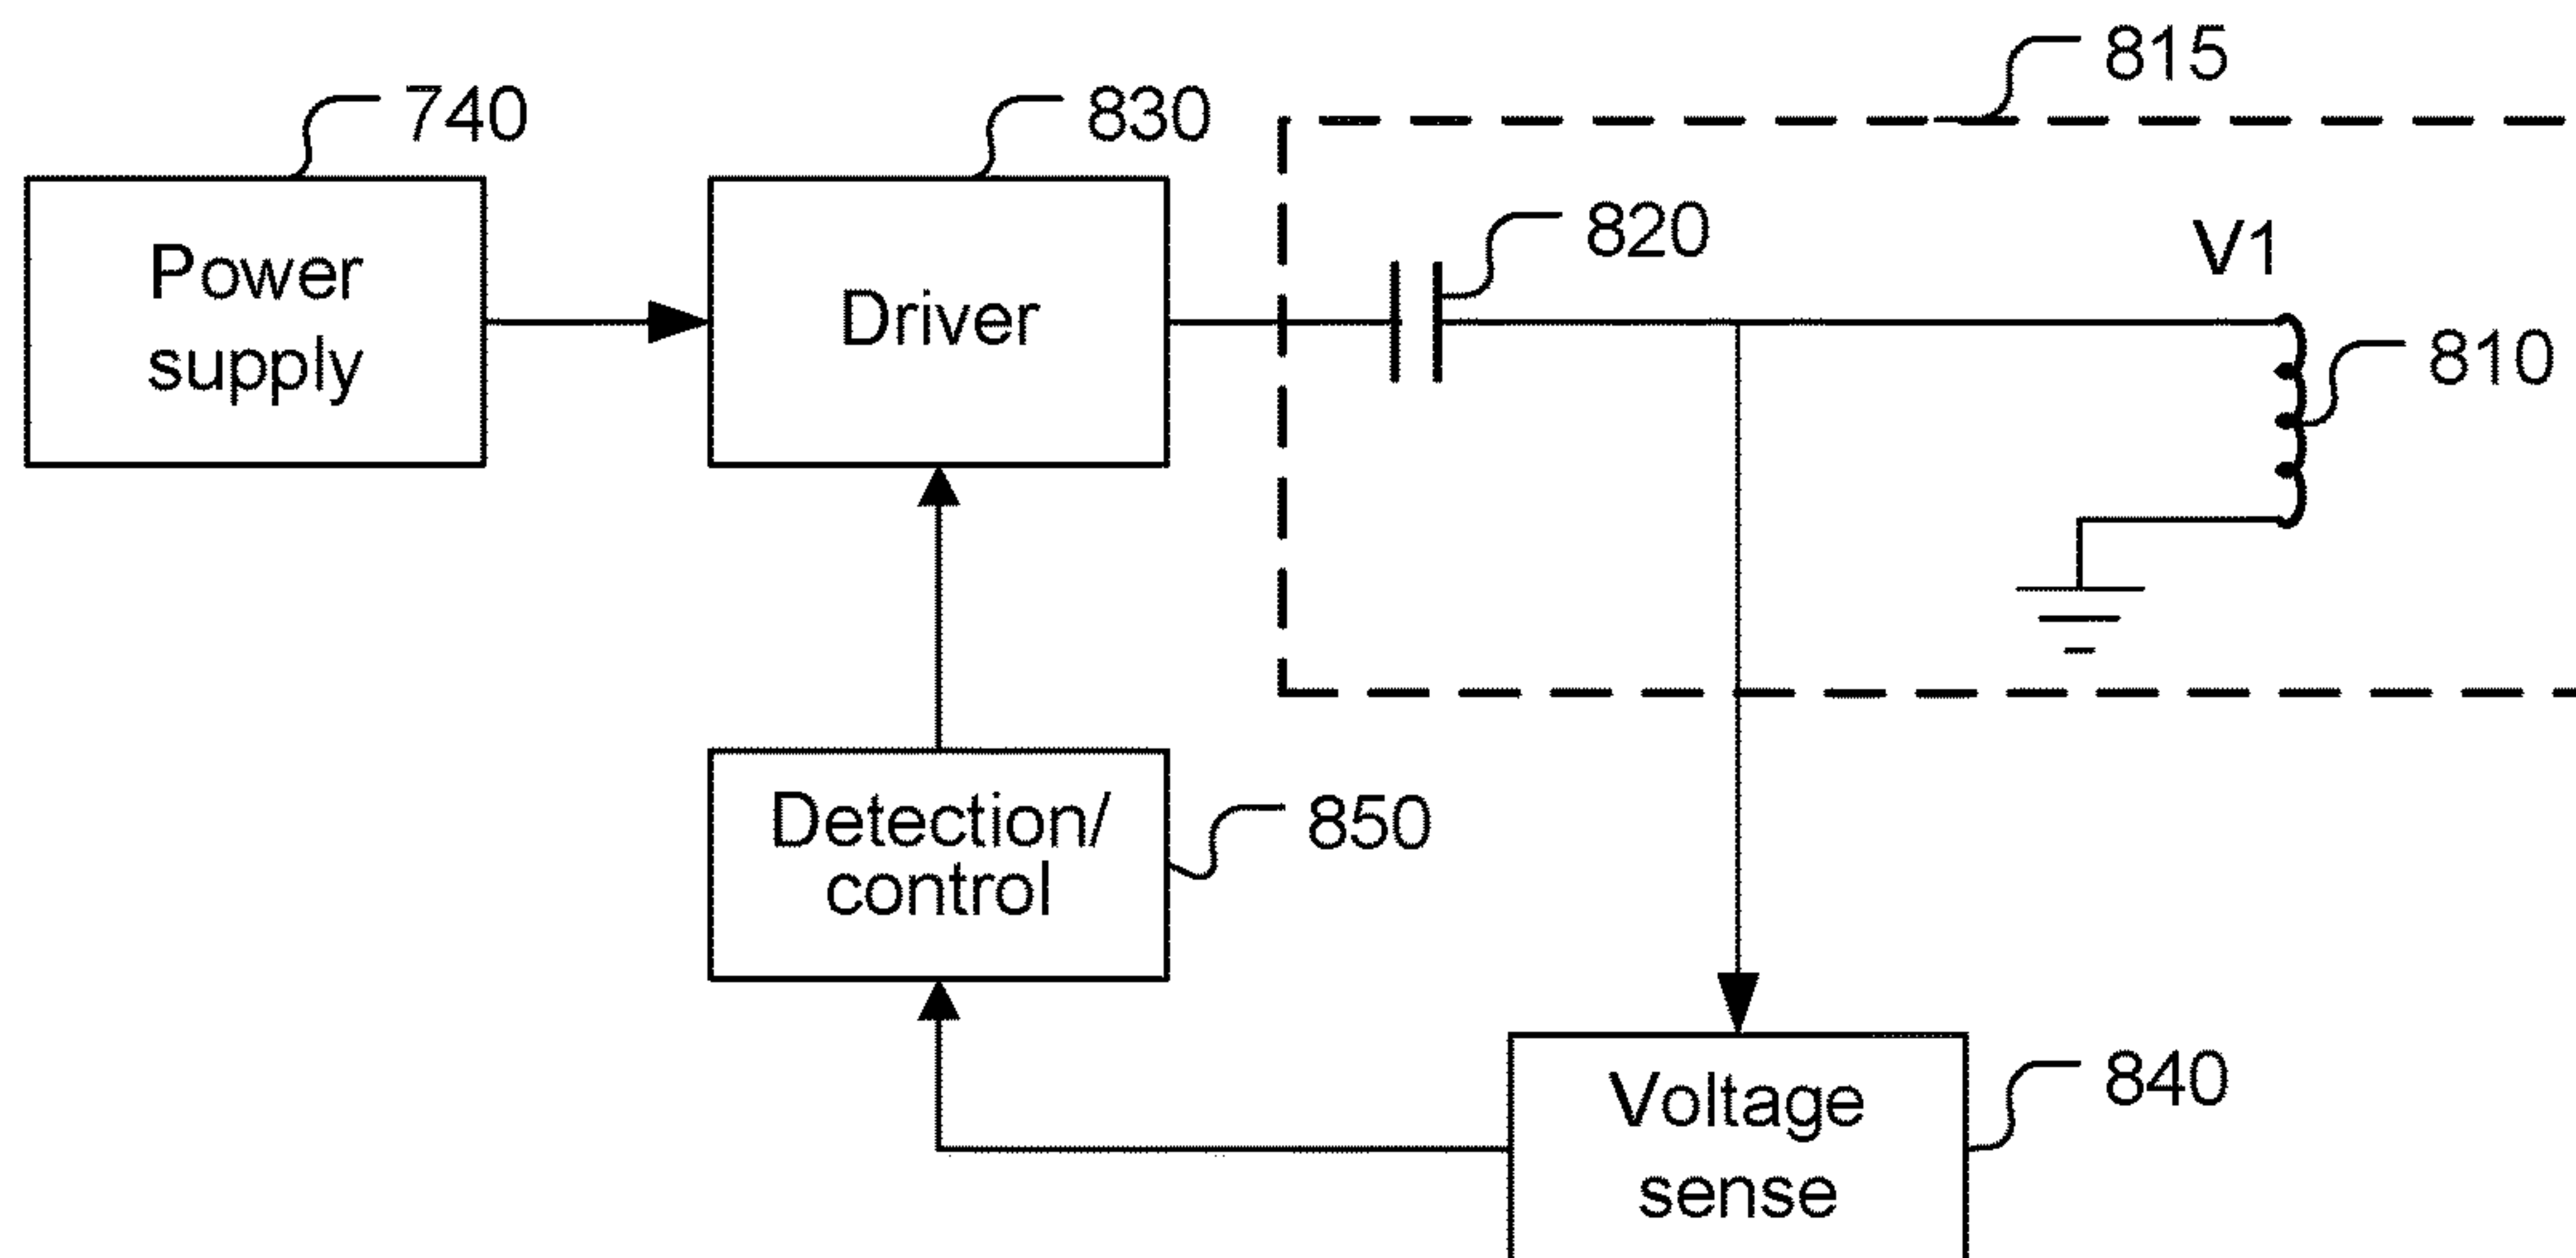 815
740
830
820
V1
Power
supply
Driver
810
Detection/
control
850
Voltage
sense
840